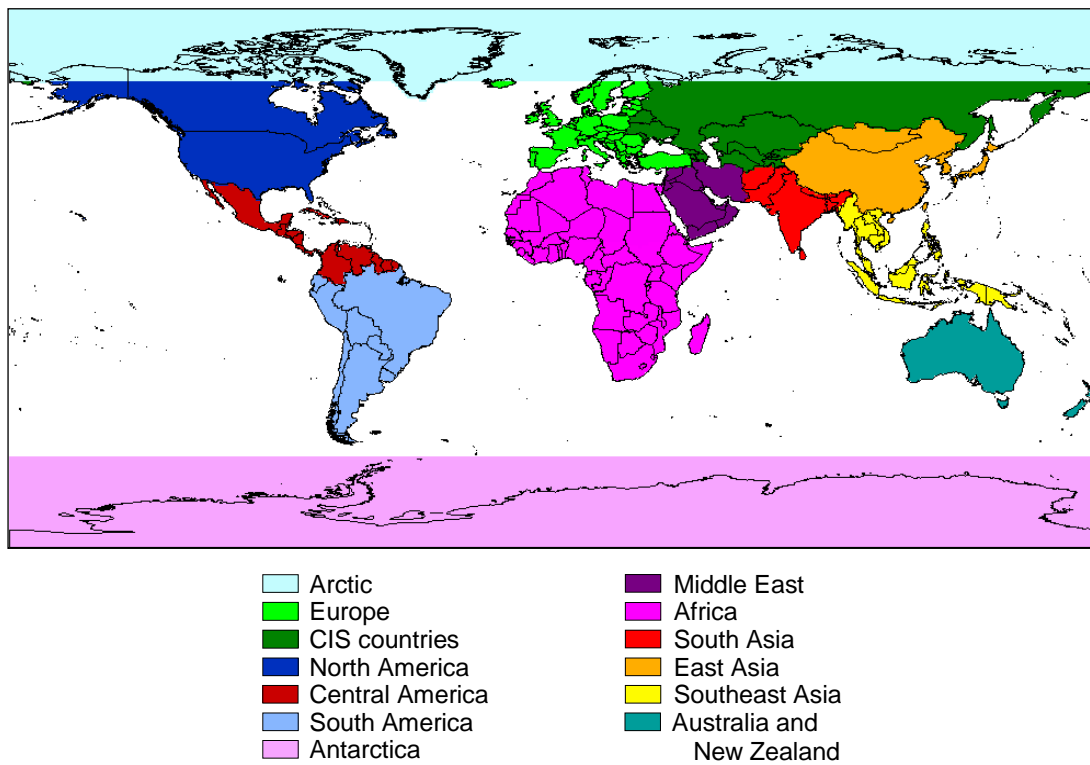 Arctic
Europe
CIS countries
North America
Central America
South America
Antarctica
Middle East
Africa
South Asia
East Asia
Southeast Asia
Australia and
New Zealand